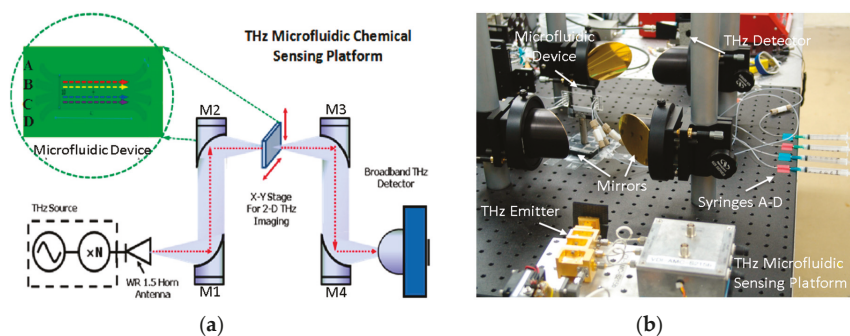 (a)
THz Microfluidic Chemical
Sensing Platform
A
B
C
D
Microfluidic Device
M2
M3
Broadband THz
Detector
X-Y Stage
For 2-D THz
Imaging
THz Source
xN
WR 1.5 Horn
Antenna
M1
M4
Microfluidic
Device
THz Detector
Mirrors
Syringes A-D
THz Emitter
THz Microfluidic
Sensing Platform
(b)